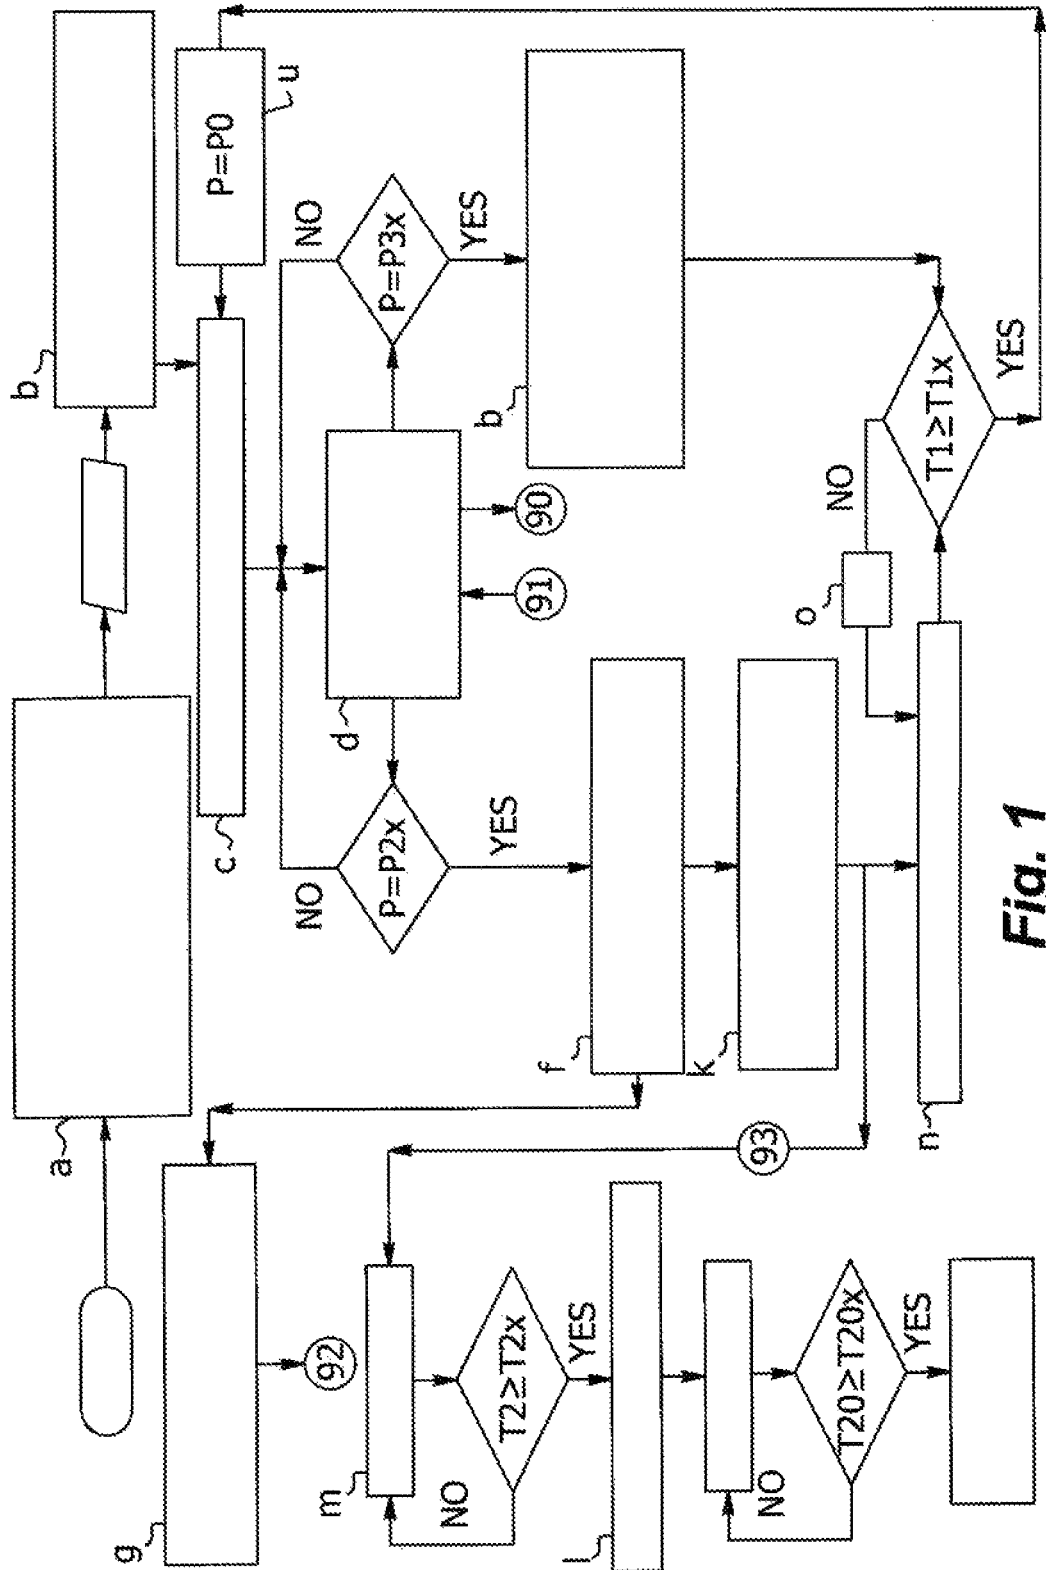 a
b
b
P=P0
u
c
d
NO
P=P3x
YES
NO
P=P2x
YES
90
91
f
k
o
NO
T1≥T1x
YES
n
g
92
93
m
T2≥T2x
NO
YES
l
NO
T20≥T20x
YES
Fig. 1